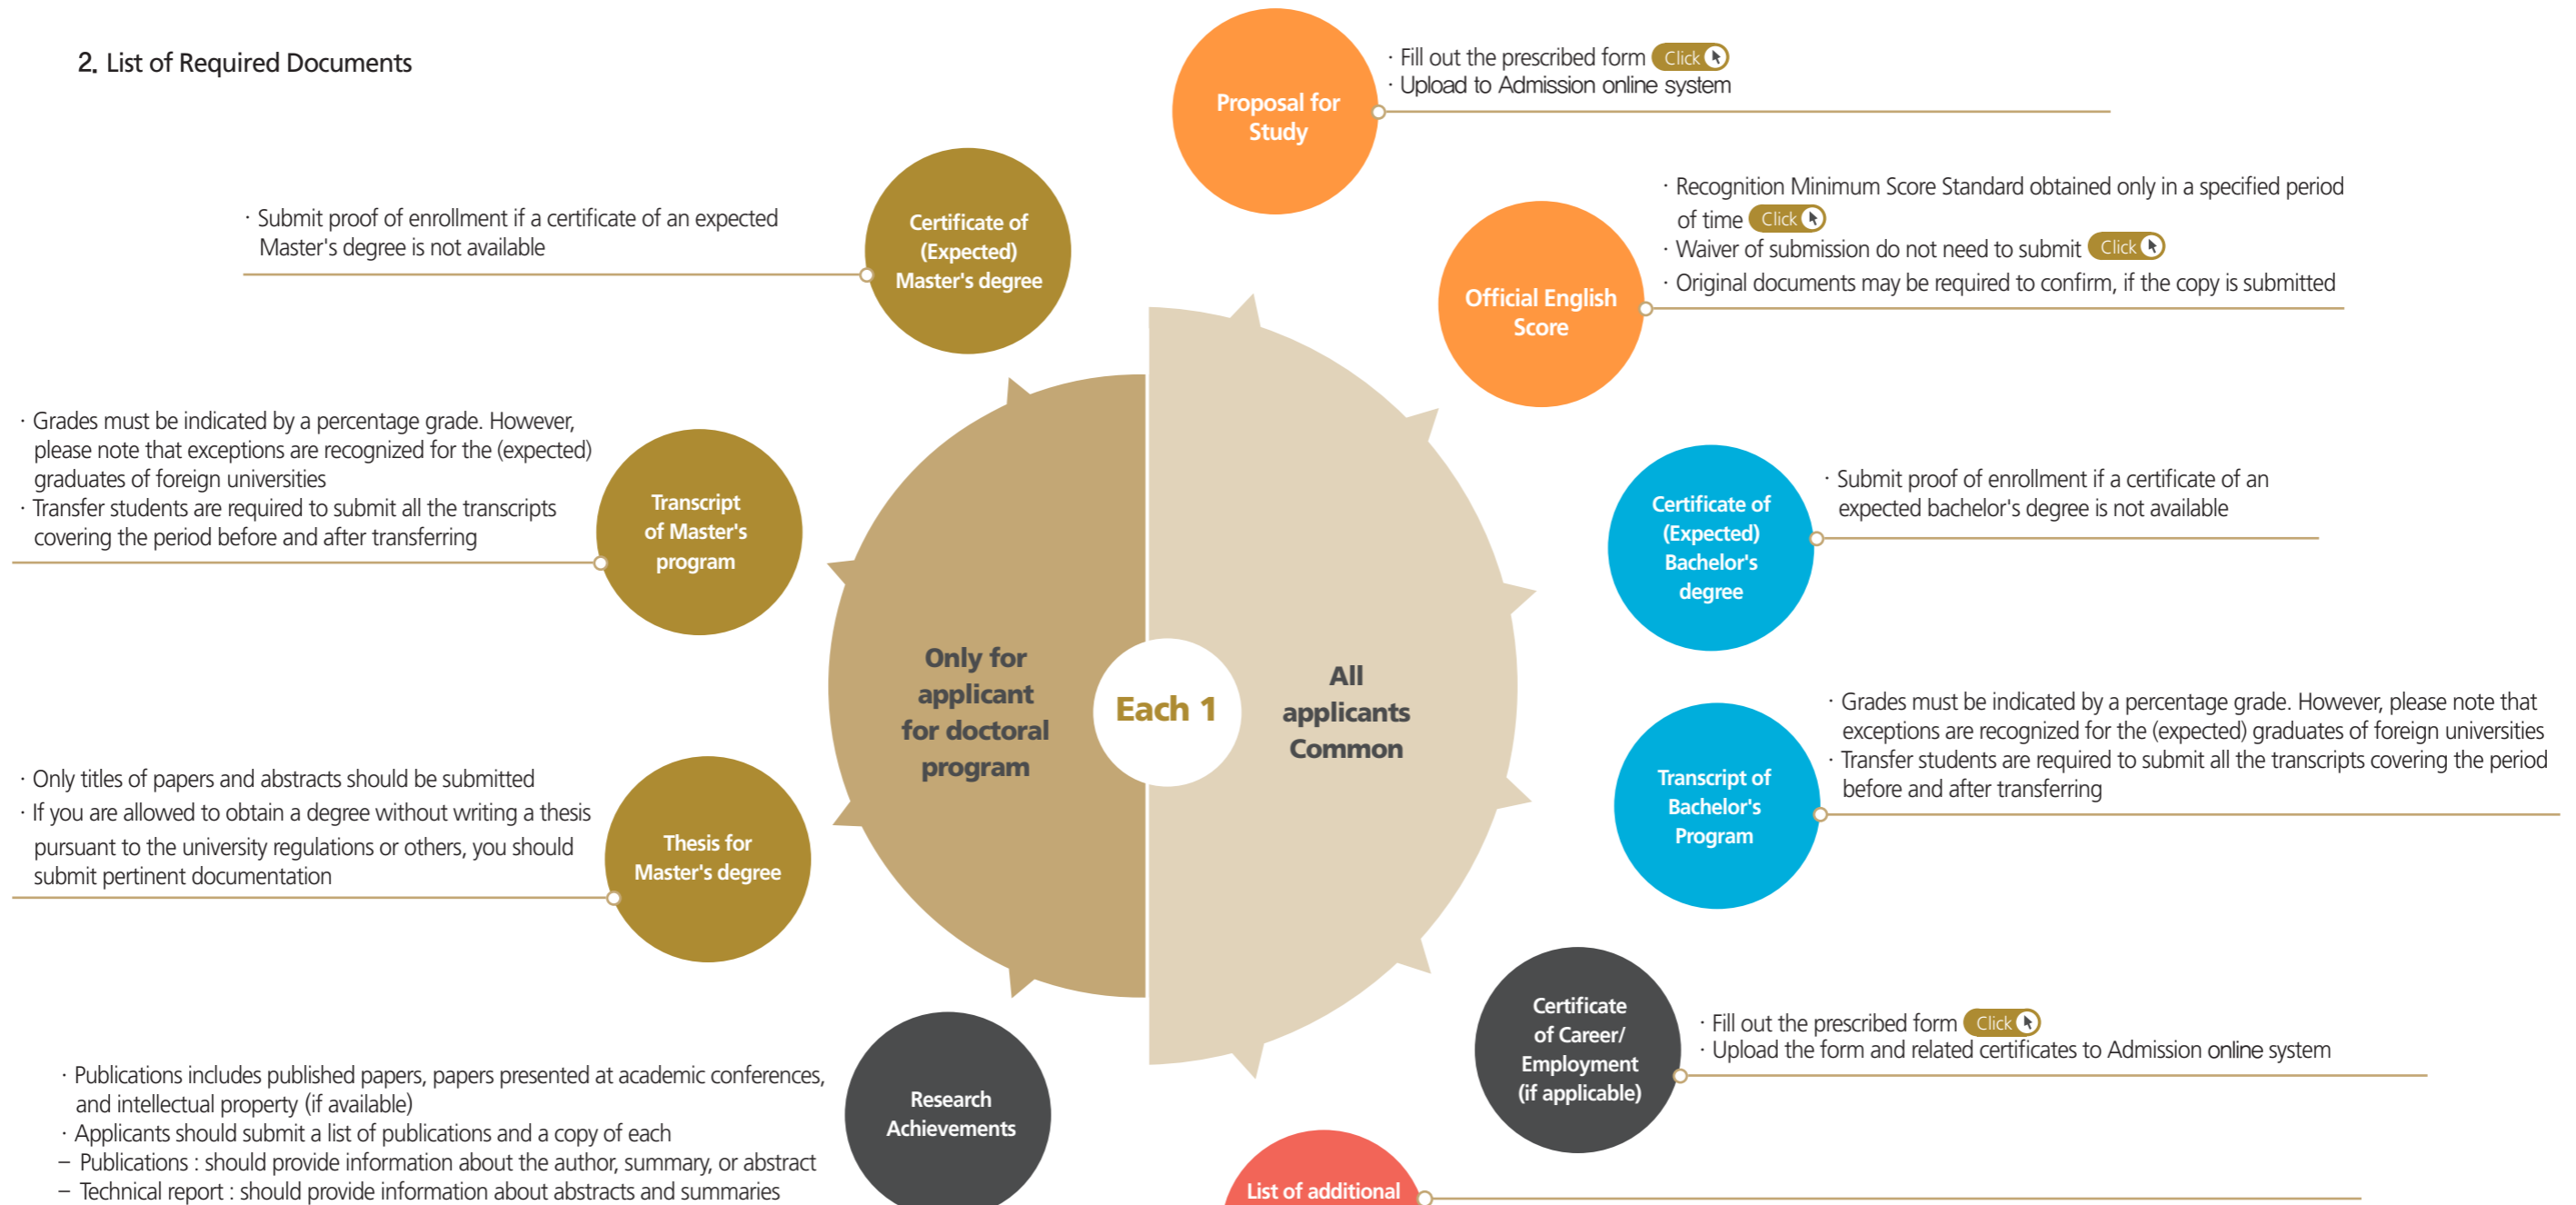 2. List of Required Documents
Proposal for
Study
· Fill out the prescribed form Click
· Upload to Admission online system
Official English
Score
· Recognition Minimum Score Standard obtained only in a specified period
of time Click
· Waiver of submission do not need to submit Click
· Original documents may be required to confirm, if the copy is submitted
Certificate of
(Expected)
Bachelor's
degree
· Submit proof of enrollment if a certificate of an
expected bachelor's degree is not available
Transcript of
Bachelor's
Program
· Grades must be indicated by a percentage grade. However, please note that
exceptions are recognized for the (expected) graduates of foreign universities
· Transfer students are required to submit all the transcripts covering the period
before and after transferring
Certificate
of Career/
Employment
(if applicable)
· Fill out the prescribed form Click
· Upload the form and related certificates to Admission online system
List of additional
All
applicants
Common
Each 1
Only for
applicant
for doctoral
program
Certificate of
(Expected)
Master's degree
· Submit proof of enrollment if a certificate of an expected
Master's degree is not available
Transcript
of Master's
program
· Grades must be indicated by a percentage grade. However,
please note that exceptions are recognized for the (expected)
graduates of foreign universities
· Transfer students are required to submit all the transcripts
covering the period before and after transferring
Thesis for
Master's degree
· Only titles of papers and abstracts should be submitted
· If you are allowed to obtain a degree without writing a thesis
pursuant to the university regulations or others, you should
submit pertinent documentation
Research
Achievements
· Publications includes published papers, papers presented at academic conferences,
and intellectual property (if available)
· Applicants should submit a list of publications and a copy of each
– Publications : should provide information about the author, summary, or abstract
– Technical report : should provide information about abstracts and summaries